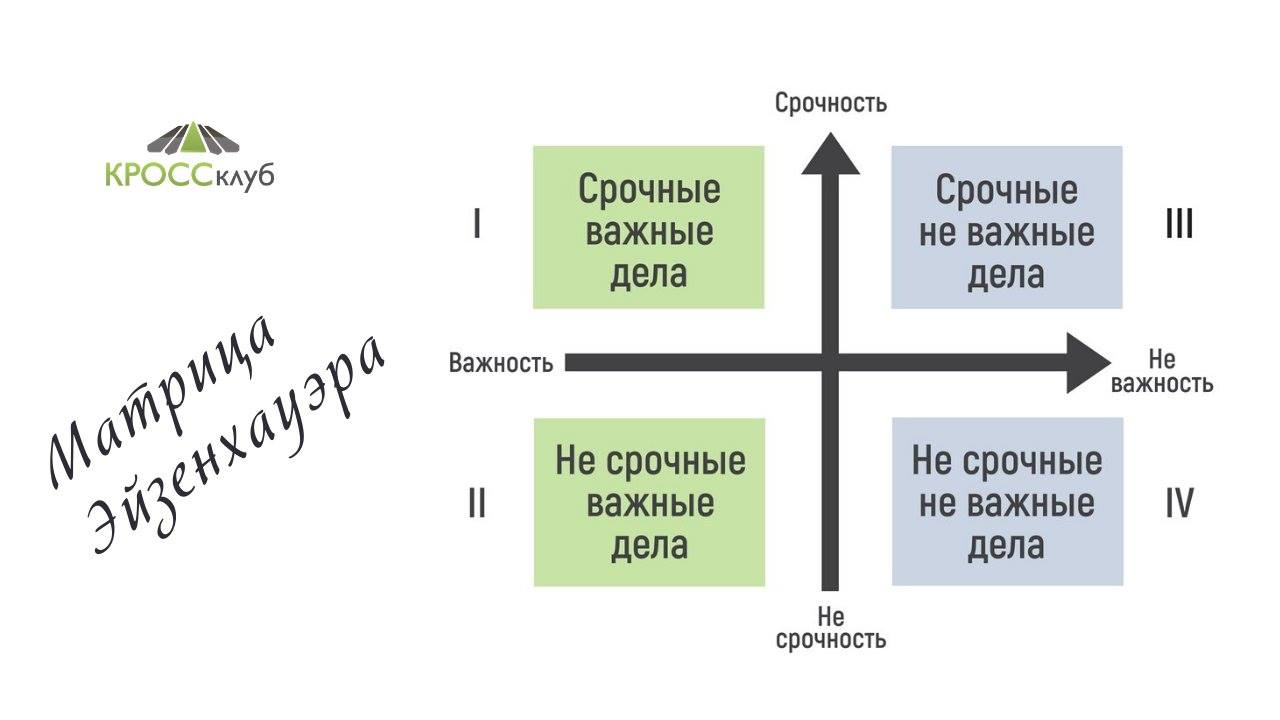 КРОССклуб
Матрица
Эйзенхауэра
Срочность
I
Срочные
важные
дела
Срочные
не важные
дела
III
Важность
Не
важность
II
Не срочные
важные
дела
Не срочные
не важные
дела
IV
Не
срочность